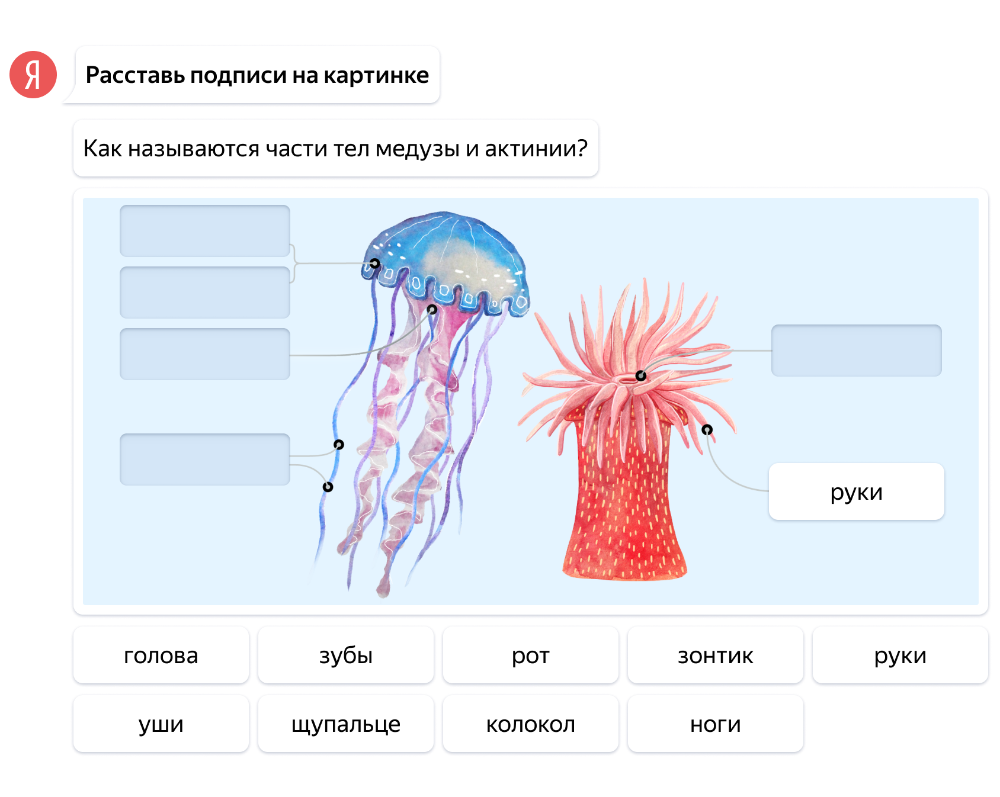 Я
Расставь подписи на картинке
Как называются части тел медузы и актинии?
руки
голова
зубы
рот
зонтик
руки
уши
щупальце
колокол
ноги